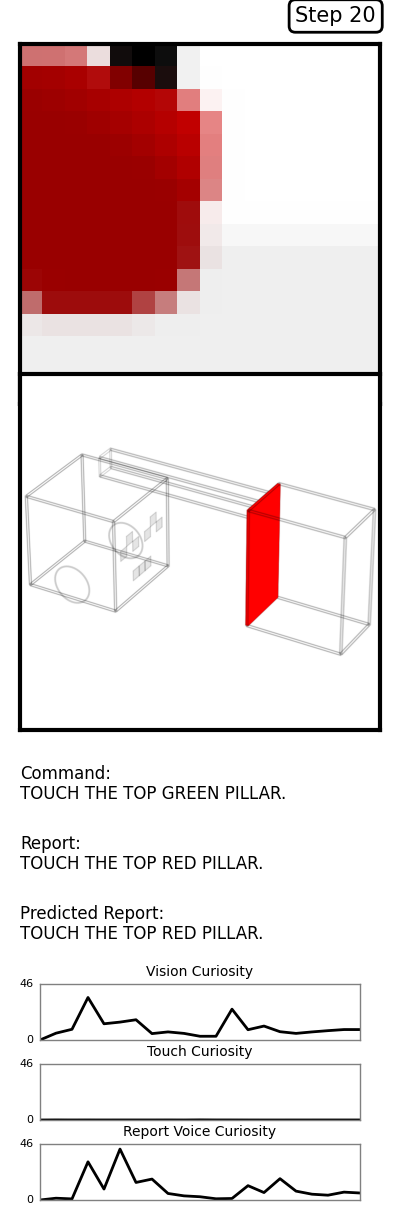 Step 20
Command:
TOUCH THE TOP GREEN PILLAR.
Report:
TOUCH THE TOP RED PILLAR.
Predicted Report:
TOUCH THE TOP RED PILLAR.
Vision Curiosity
46
0
Touch Curiosity
46
0
Report Voice Curiosity
46
0